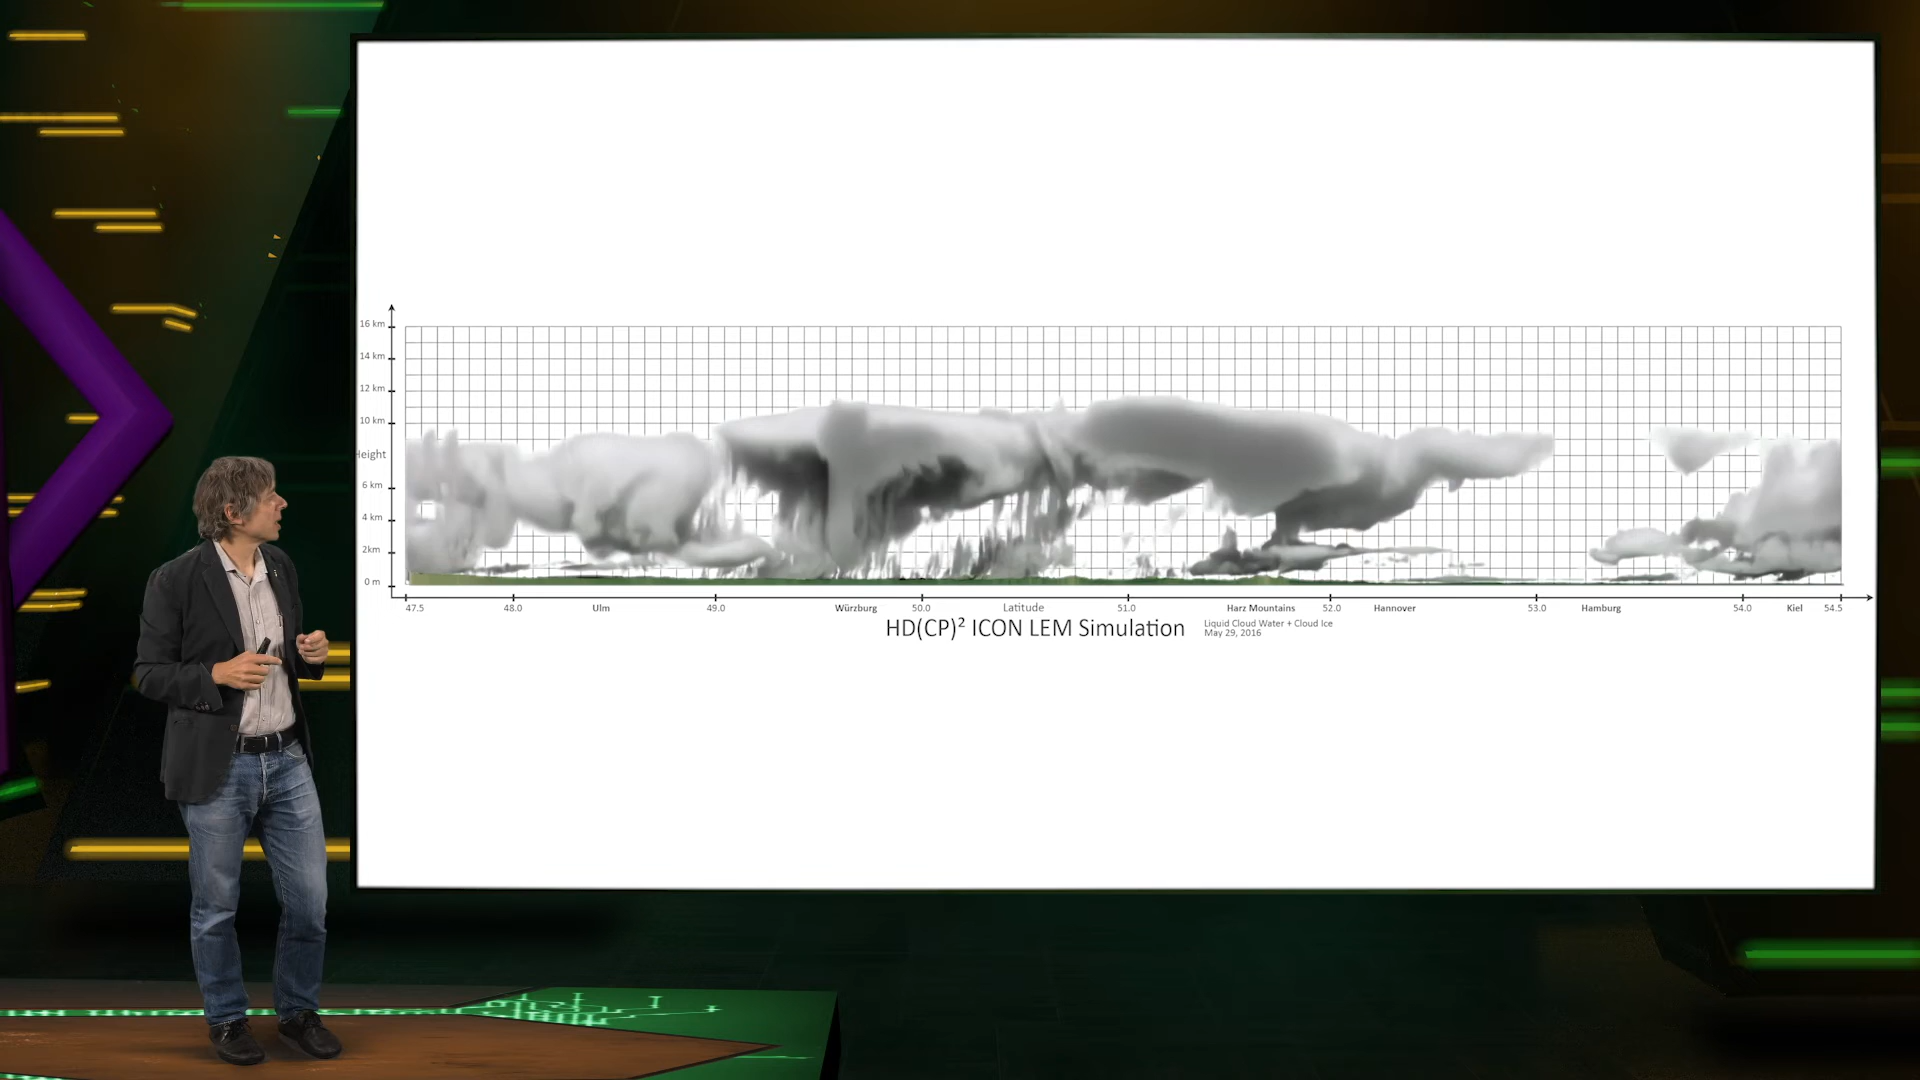 16 km
14 km
12 km
10 km
Height
6 km
4 km
2km
0 m
47.5 48.0 Ulm 49.0 Würzburg 50.0 Latitude 51.0 Harz Mountains 52.0 Hannover 53.0 Hamburg 54.0 Kiel 54.5
HD(CP)² ICON LEM Simulation
Liquid Cloud Water + Cloud Ice
May 29, 2016